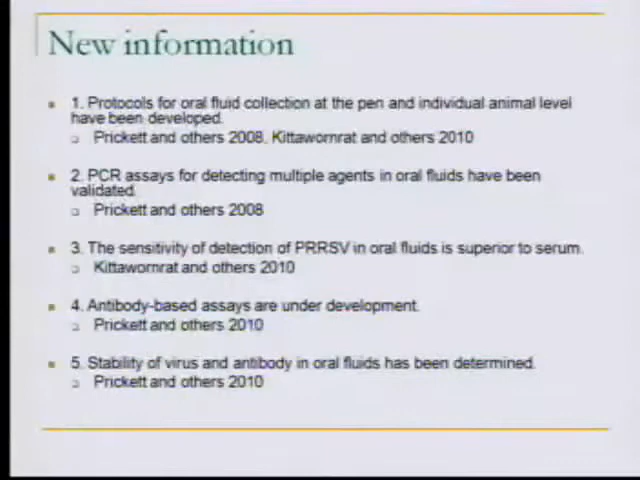 New information
1. Protocols for oral fluid collection at the pen and individual animal level
have been developed.
Prickett and others 2008, Kittawornrat and others 2010
2. PCR assays for detecting multiple agents in oral fluids have been
validated.
Prickett and others 2008
3. The sensitivity of detection of PRRSV in oral fluids is superior to serum.
Kittawornrat and others 2010
4. Antibody-based assays are under development.
Prickett and others 2010
5. Stability of virus and antibody in oral fluids has been determined.
Prickett and others 2010